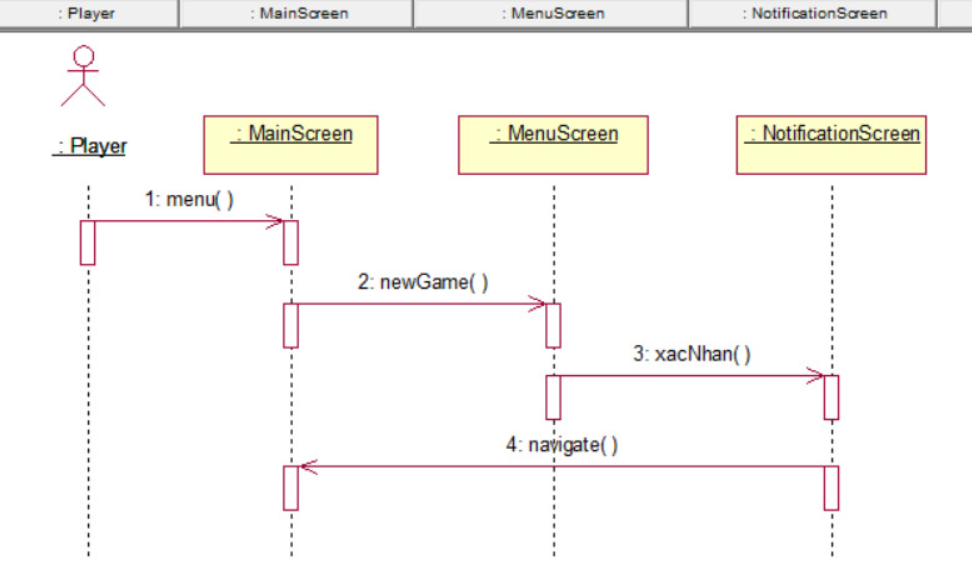 : Player
: MainScreen
: MenuScreen
: NotificationScreen
: Player
: MainScreen
: MenuScreen
: NotificationScreen
1: menu( )
2: newGame( )
3: xacNhan( )
4: navigate( )